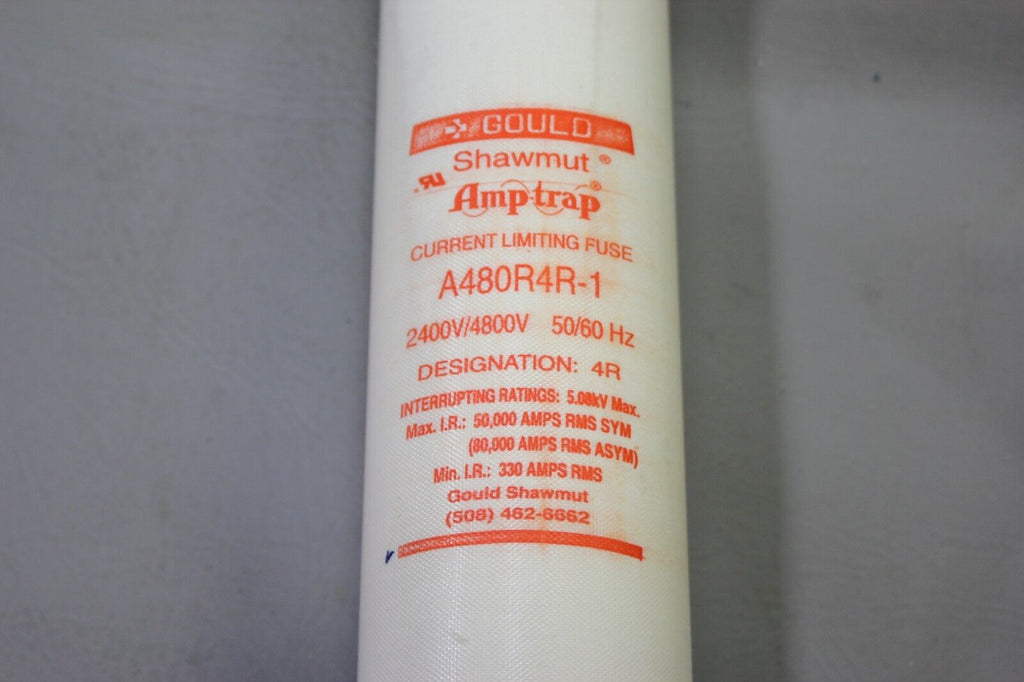 GOULD
Shawmut ®
Amp-trap®
CURRENT LIMITING FUSE
A480R4R-1
2400V/4800V 50/60 Hz
DESIGNATION: 4R
INTERRUPTING RATINGS: 5.08kV Max.
Max. I.R.: 50,000 AMPS RMS SYM
(80,000 AMPS RMS ASYM)
Min. I.R.: 330 AMPS RMS
Gould Shawmut
(508) 462-6662